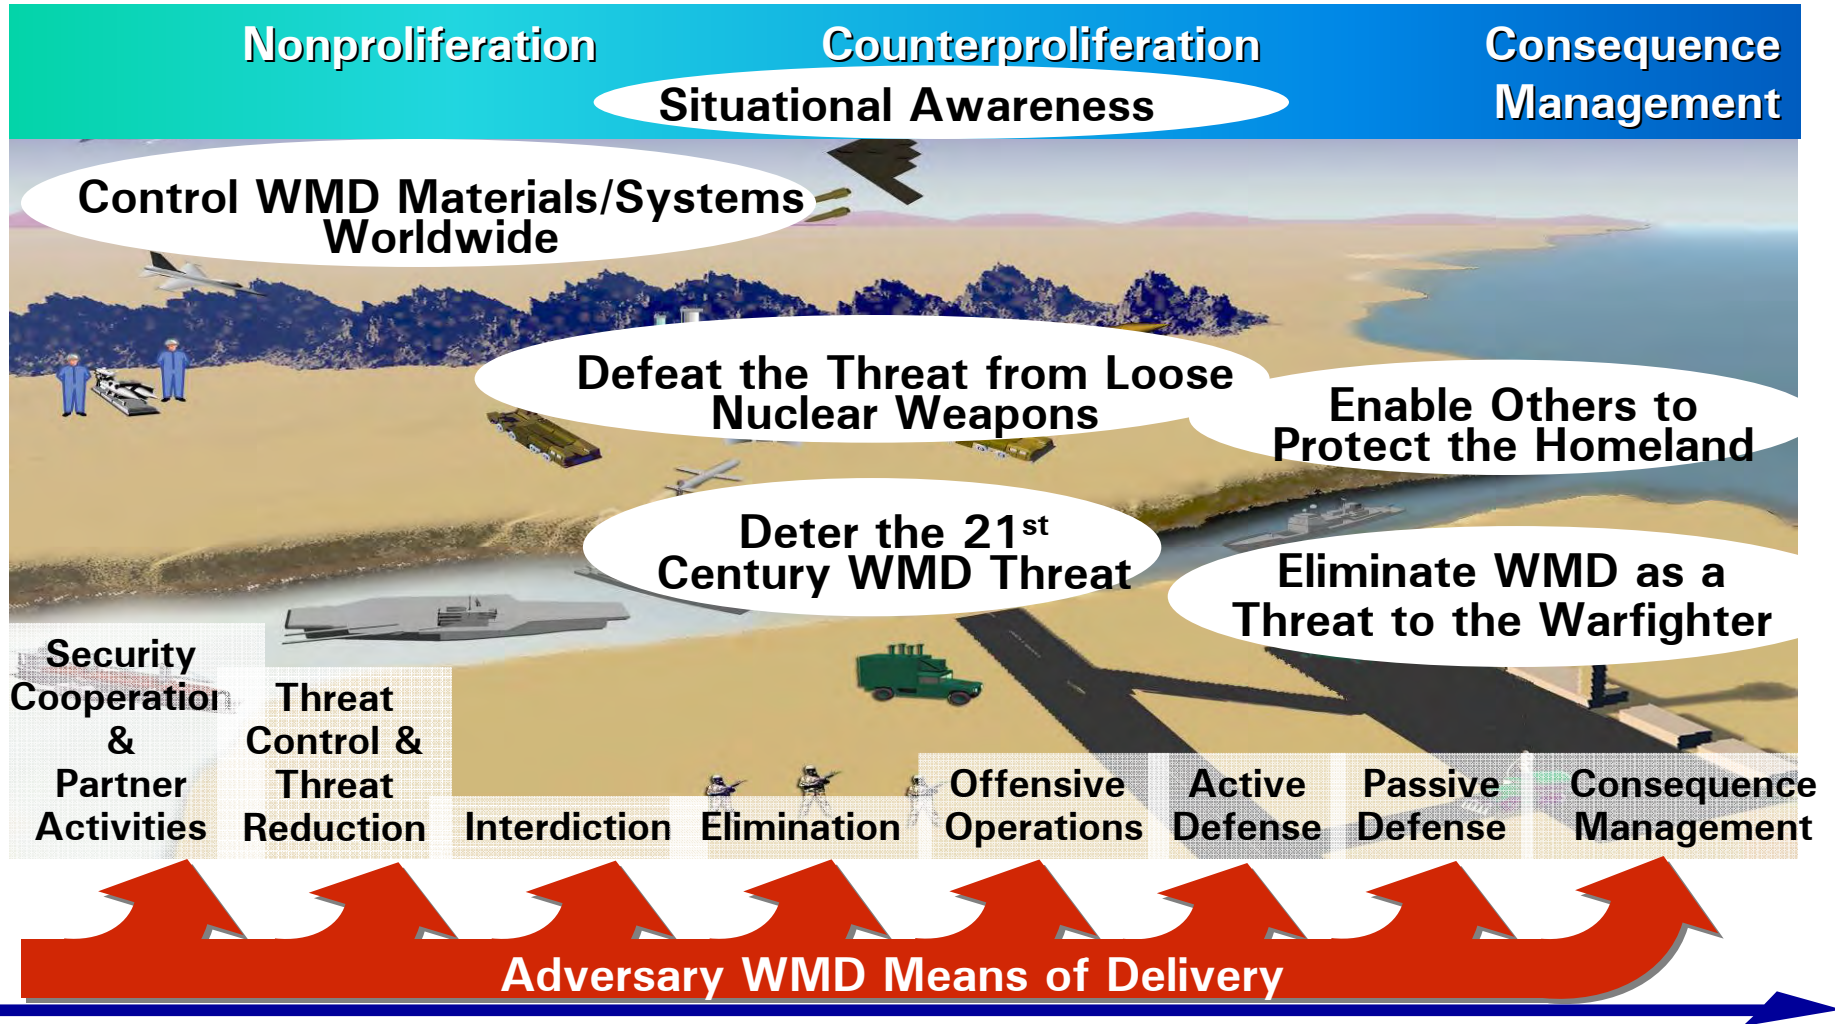 Nonproliferation
Counterproliferation
Consequence
Management
Situational Awareness
Control WMD Materials/Systems
Worldwide
Defeat the Threat from Loose
Nuclear Weapons
Enable Others to
Protect the Homeland
Deter the 21st
Century WMD Threat
Eliminate WMD as a
Threat to the Warfighter
Security
Cooperation
&
Partner
Activities
Threat
Control &
Threat
Reduction
Interdiction
Elimination
Offensive
Operations
Active
Defense
Passive
Defense
Consequence
Management
Adversary WMD Means of Delivery